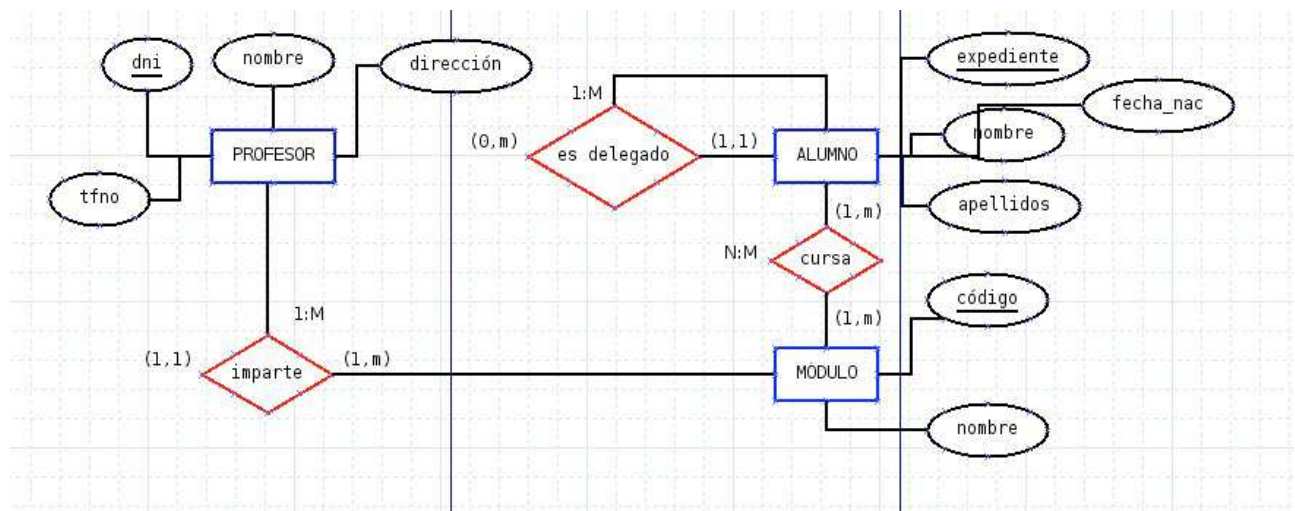 dni
nombre
dirección
tfno
PROFESOR
1:M
(0,m)
es delegado
(1,1)
ALUMNO
expediente
fecha_nac
nombre
apellidos
(1,m)
N:M
cursa
(1,m)
código
1:M
(1,1)
imparte
(1,m)
MÓDULO
nombre